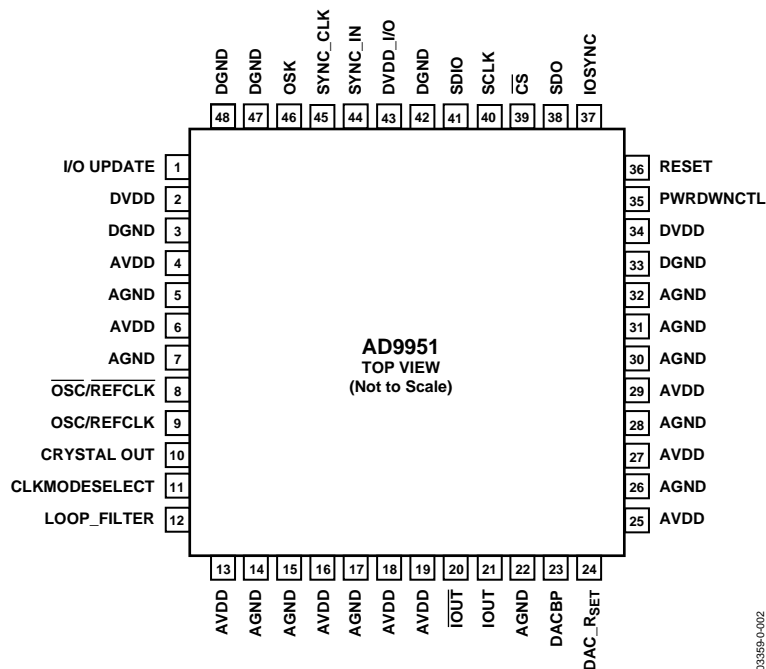 DGND
DGND
OSK
SYNC_CLK
SYNC_IN
DVDD_I/O
DGND
SDIO
SCLK
CS
SDO
IOSYNC
48 47 46 45 44 43 42 41 40 39 38 37
I/O UPDATE 1
DVDD 2
DGND 3
AVDD 4
AGND 5
AVDD 6
AGND 7
OSC/REFCLK 8
OSC/REFCLK 9
CRYSTAL OUT 10
CLKMODESELECT 11
LOOP_FILTER 12
AD9951
TOP VIEW
(Not to Scale)
36 RESET
35 PWRDWNCTL
34 DVDD
33 DGND
32 AGND
31 AGND
30 AGND
29 AVDD
28 AGND
27 AVDD
26 AGND
25 AVDD
13 14 15 16 17 18 19 20 21 22 23 24
AVDD
AGND
AGND
AVDD
AGND
AVDD
AVDD
IOUT
IOUT
AGND
DACBP
DAC_RSET
03359-0-002